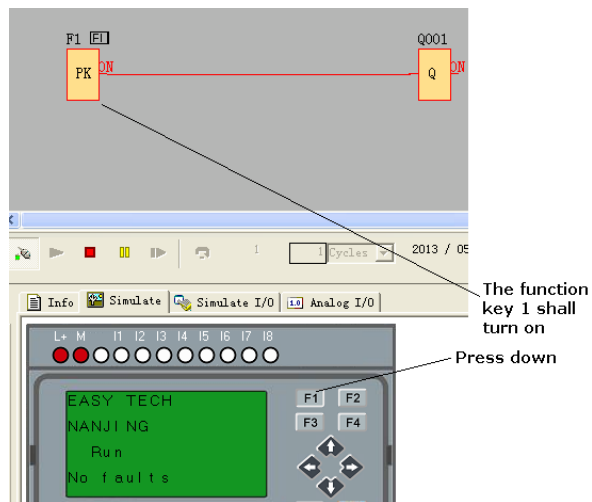 F1 F1 Q001
PK ON Q ON
1 1 Cycles 2013 / 05
The function
key 1 shall
turn on
Info Simulate Simulate I/O 1.0 Analog I/O
Press down
L+ M I1 I2 I3 I4 I5 I6 I7 I8
EASY TECH F1 F2
NANJING F3 F4
Run
No faults